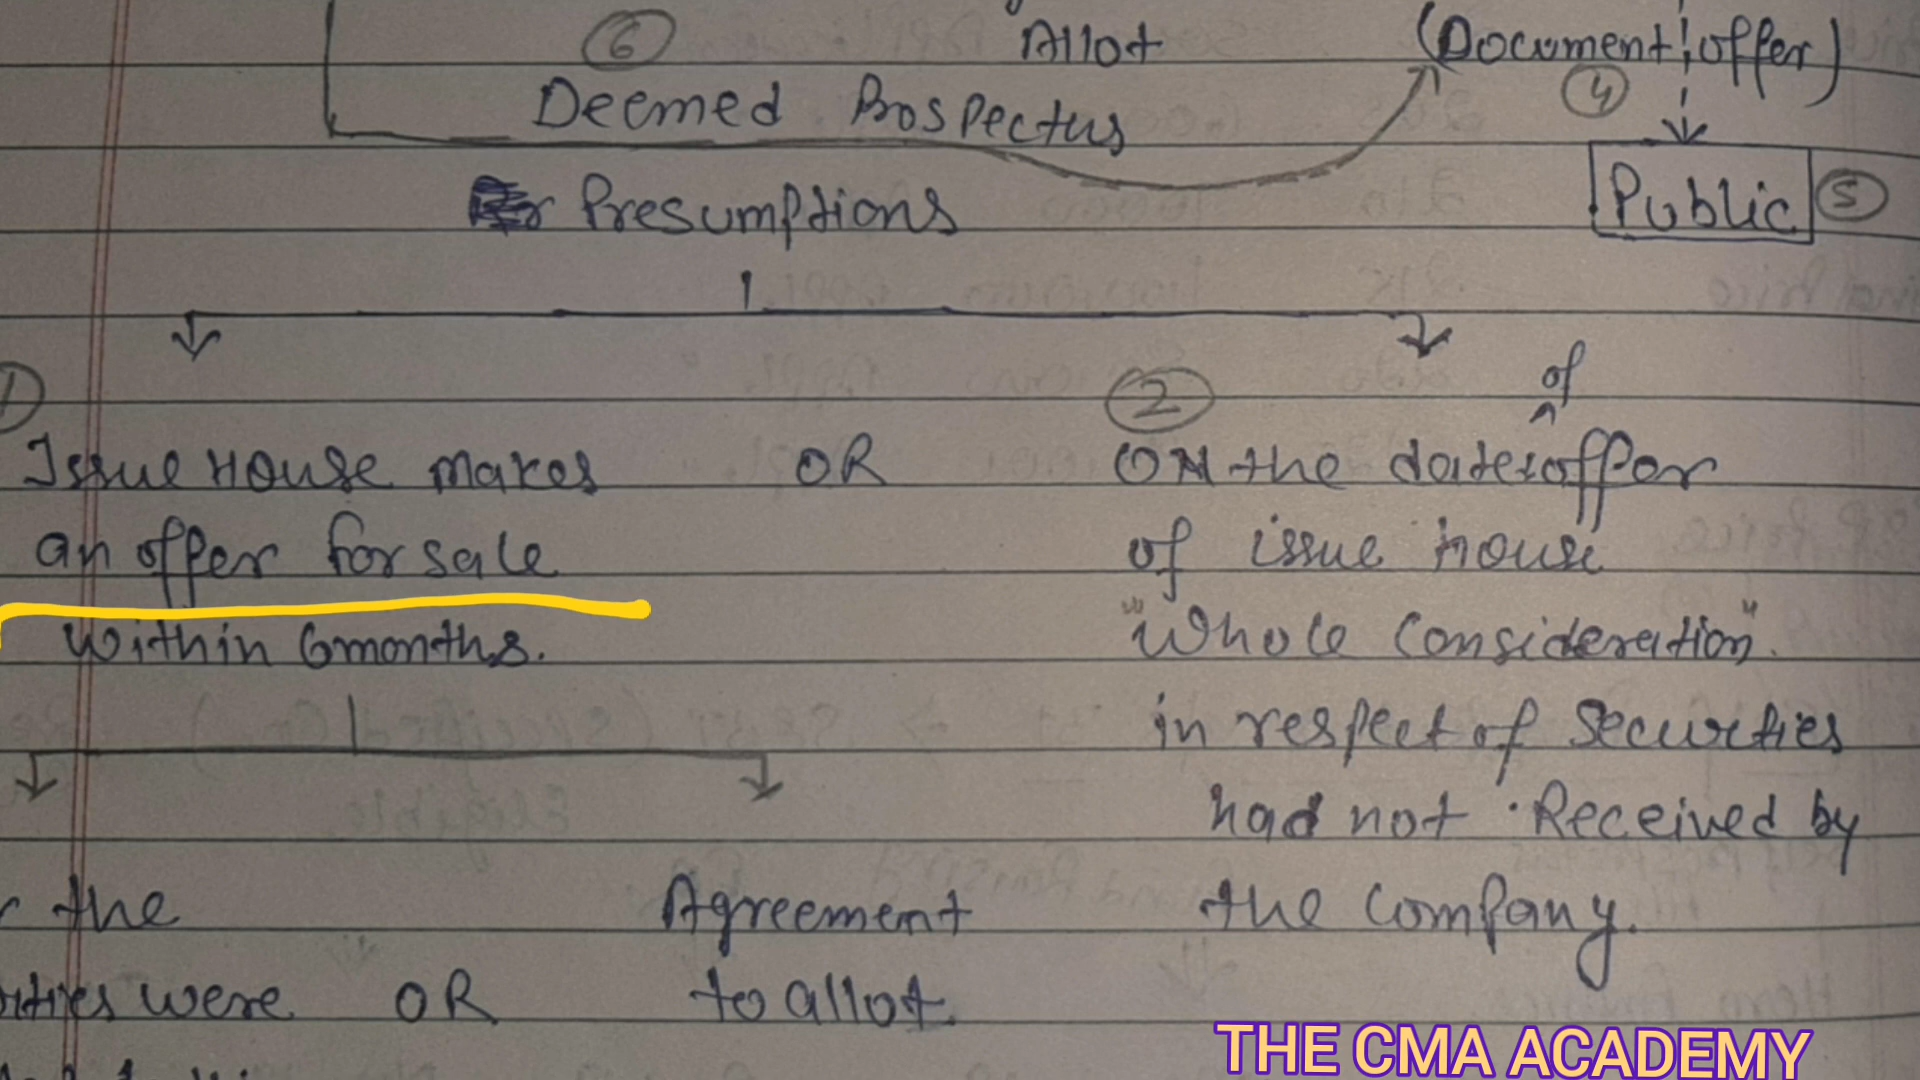 6 Allot (Document/offer)
4
Deemed Prospectus
Presumptions Public 5
1 2 of
Issue House makes OR ON the date offer
an offer for sale of issue house
within 6 months. "Whole Consideration".
in respect of Securities
had not Received by
the Agreement the Company.
were OR to allot.
THE CMA ACADEMY